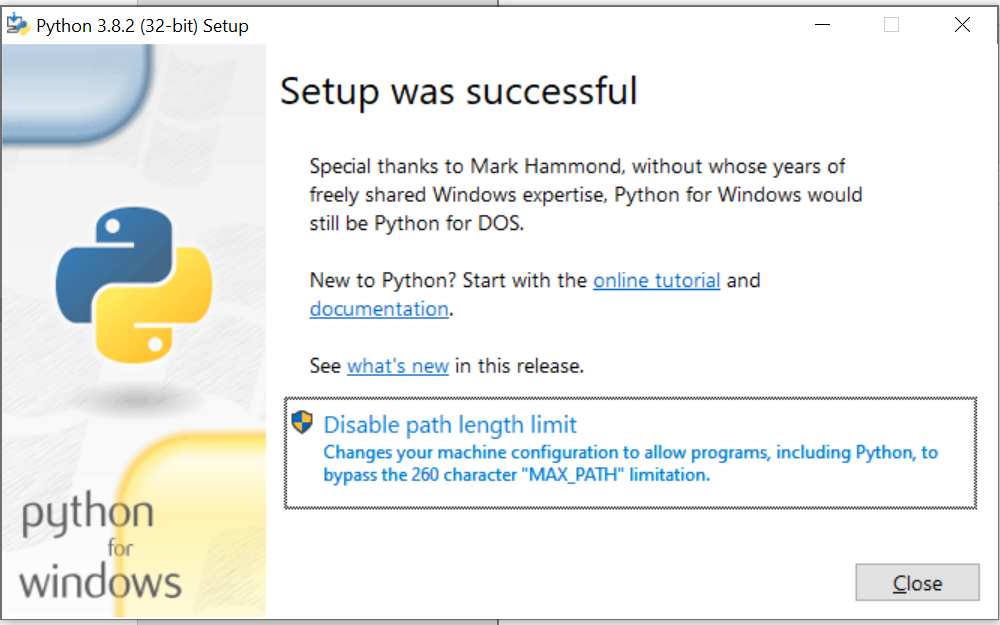 Python 3.8.2 (32-bit) Setup
Setup was successful
Special thanks to Mark Hammond, without whose years of
freely shared Windows expertise, Python for Windows would
still be Python for DOS.
New to Python? Start with the online tutorial and
documentation.
See what's new in this release.
Disable path length limit
Changes your machine configuration to allow programs, including Python, to
bypass the 260 character "MAX_PATH" limitation.
python
for
windows
Close